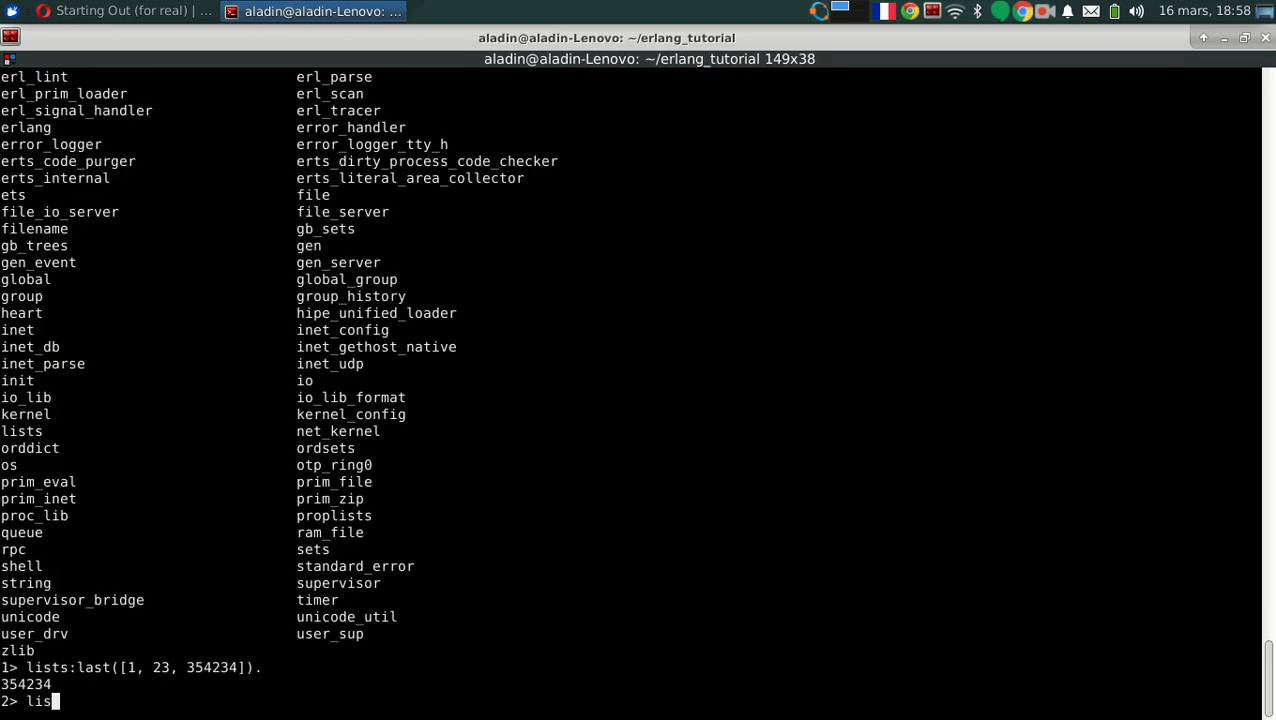 Starting Out (for real) | ...
aladin@aladin-Lenovo: ...
16 mars, 18:58
aladin@aladin-Lenovo: ~/erlang_tutorial
aladin@aladin-Lenovo: ~/erlang_tutorial 149x38
erl_lint erl_parse
erl_prim_loader erl_scan
erl_signal_handler erl_tracer
erlang error_handler
error_logger error_logger_tty_h
erts_code_purger erts_dirty_process_code_checker
erts_internal erts_literal_area_collector
ets file
file_io_server file_server
filename gb_sets
gb_trees gen
gen_event gen_server
global global_group
group group_history
heart hipe_unified_loader
inet inet_config
inet_db inet_gethost_native
inet_parse inet_udp
init io
io_lib io_lib_format
kernel kernel_config
lists net_kernel
orddict ordsets
os otp_ring0
prim_eval prim_file
prim_inet prim_zip
proc_lib proplists
queue ram_file
rpc sets
shell standard_error
string supervisor
supervisor_bridge timer
unicode unicode_util
user_drv user_sup
zlib
1> lists:last([1, 23, 354234]).
354234
2> lis